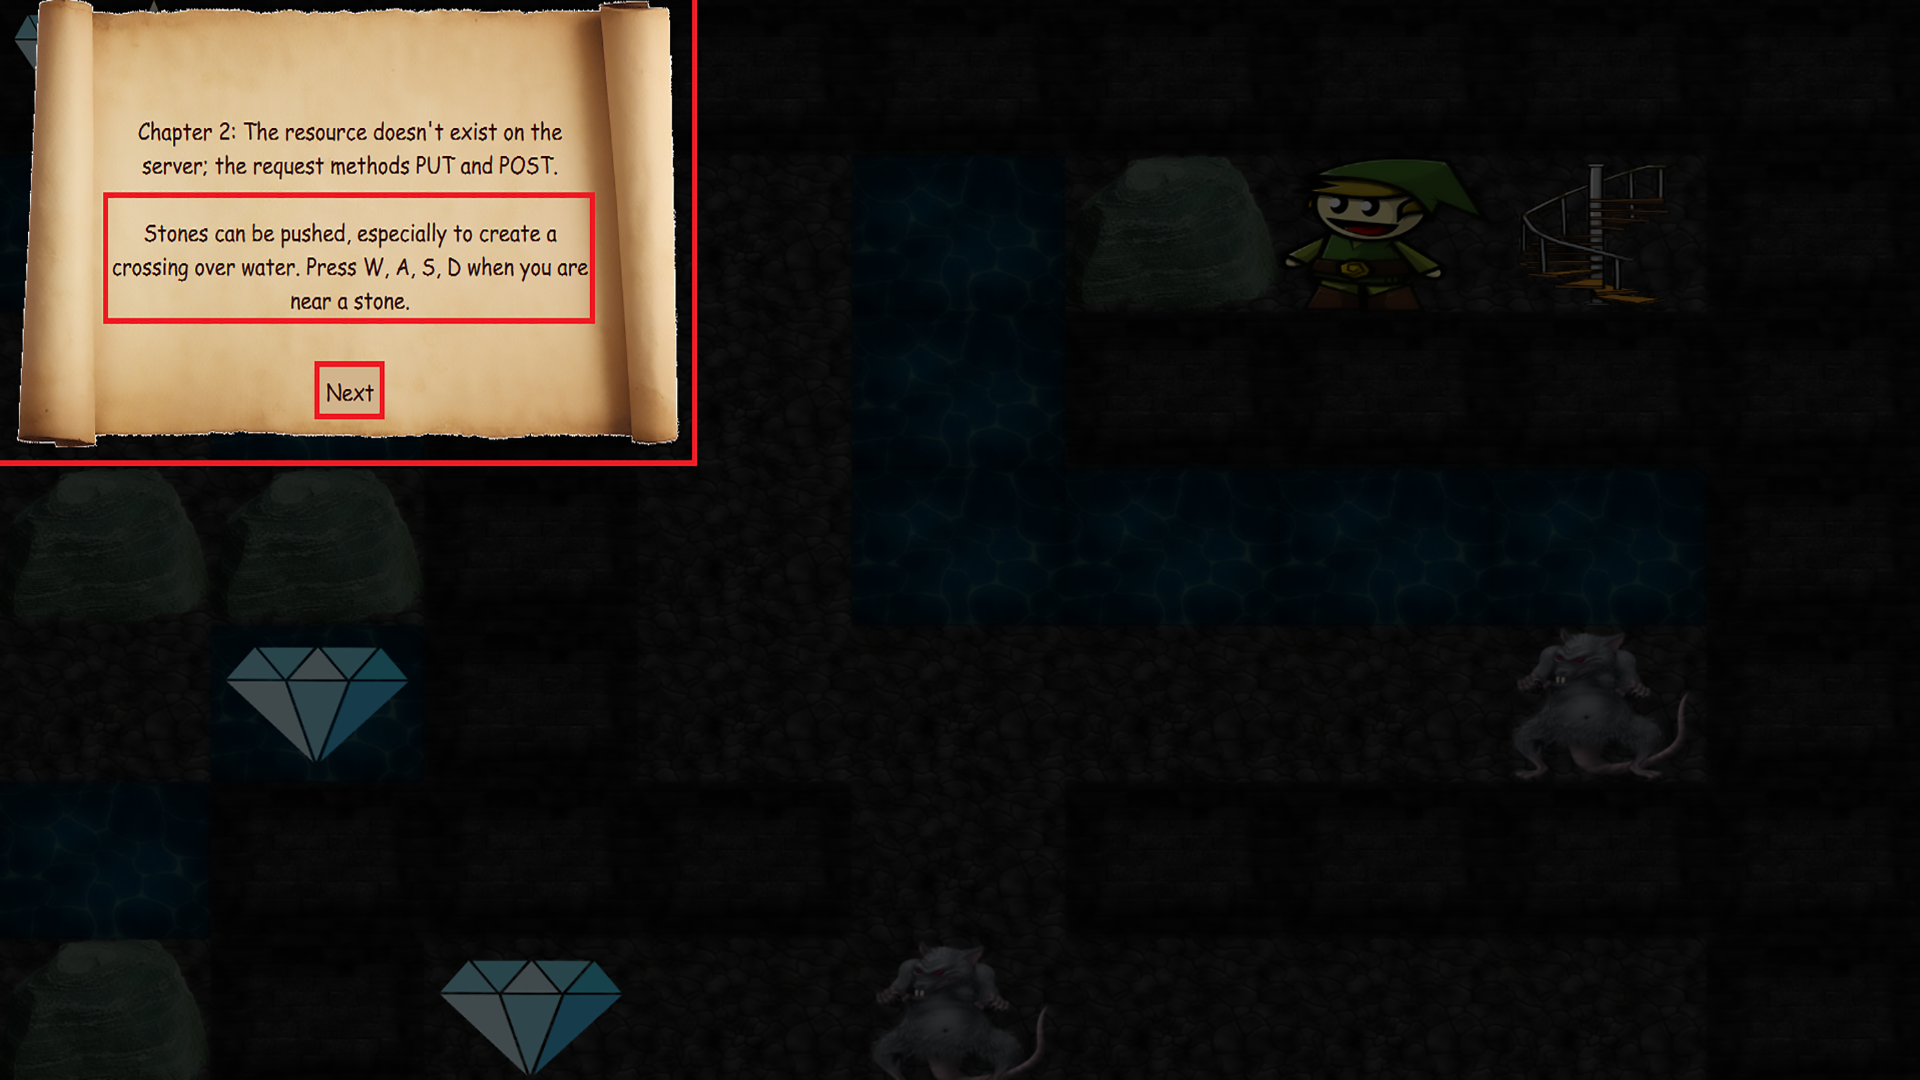 Chapter 2: The resource doesn't exist on the
server; the request methods PUT and POST.
Stones can be pushed, especially to create a
crossing over water. Press W, A, S, D when you are
near a stone.
Next